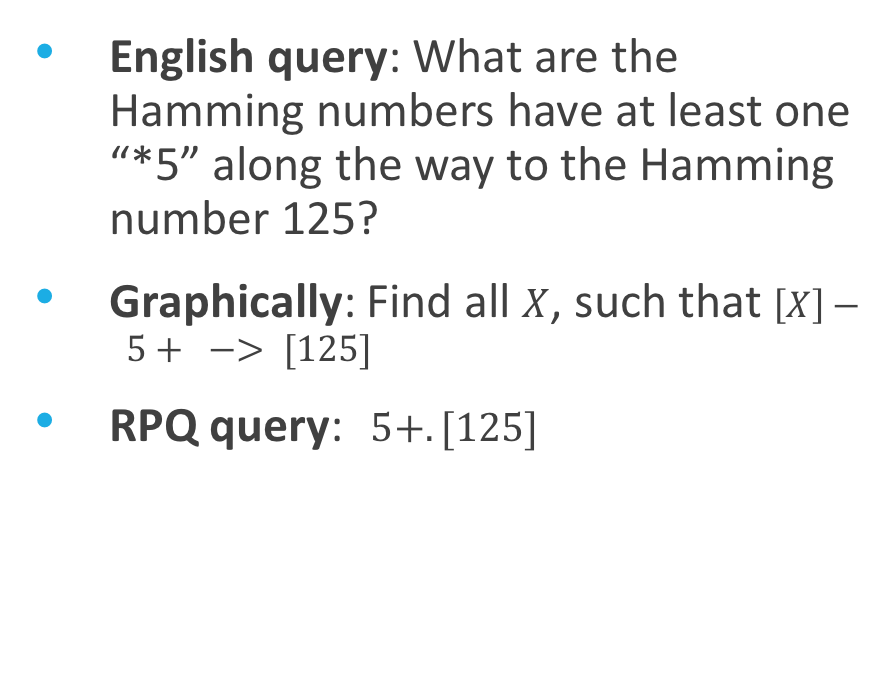 • English query: What are the
Hamming numbers have at least one
“*5” along the way to the Hamming
number 125?
• Graphically: Find all X, such that [X] –
5 + –> [125]
• RPQ query: 5+. [125]